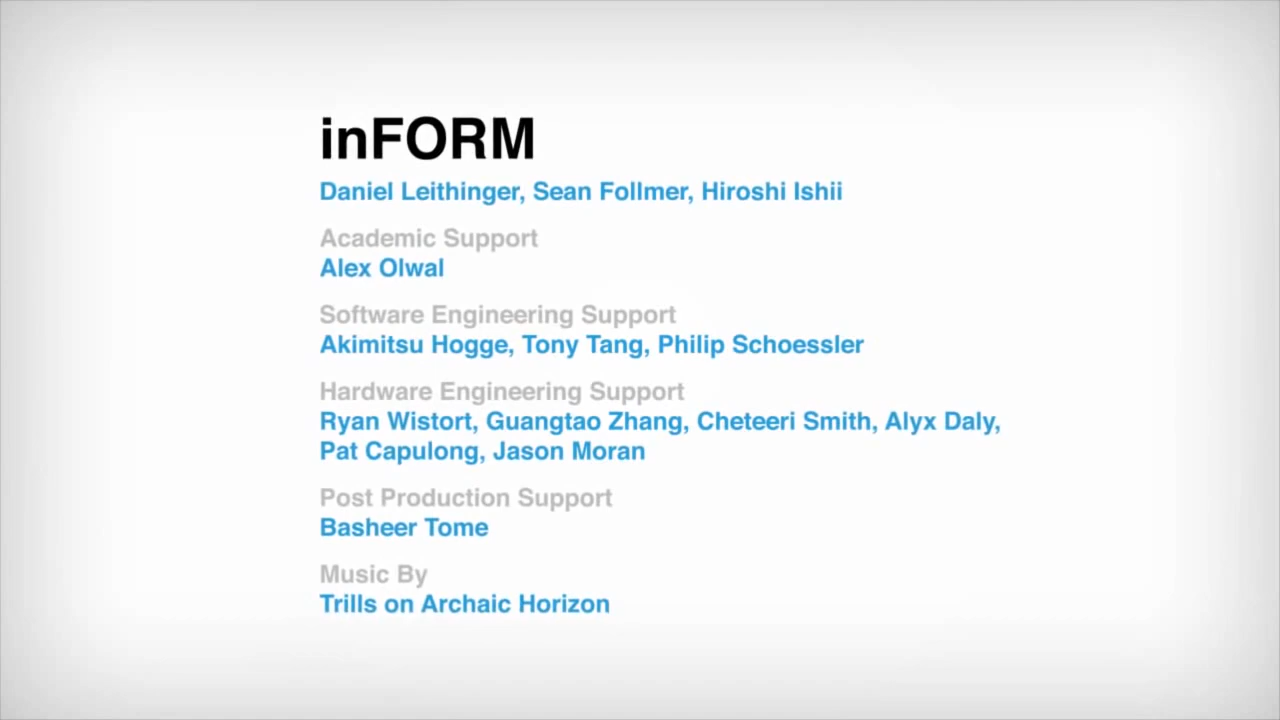 inFORM
Daniel Leithinger, Sean Follmer, Hiroshi Ishii
Academic Support
Alex Olwal
Software Engineering Support
Akimitsu Hogge, Tony Tang, Philip Schoessler
Hardware Engineering Support
Ryan Wistort, Guangtao Zhang, Cheteeri Smith, Alyx Daly,
Pat Capulong, Jason Moran
Post Production Support
Basheer Tome
Music By
Trills on Archaic Horizon